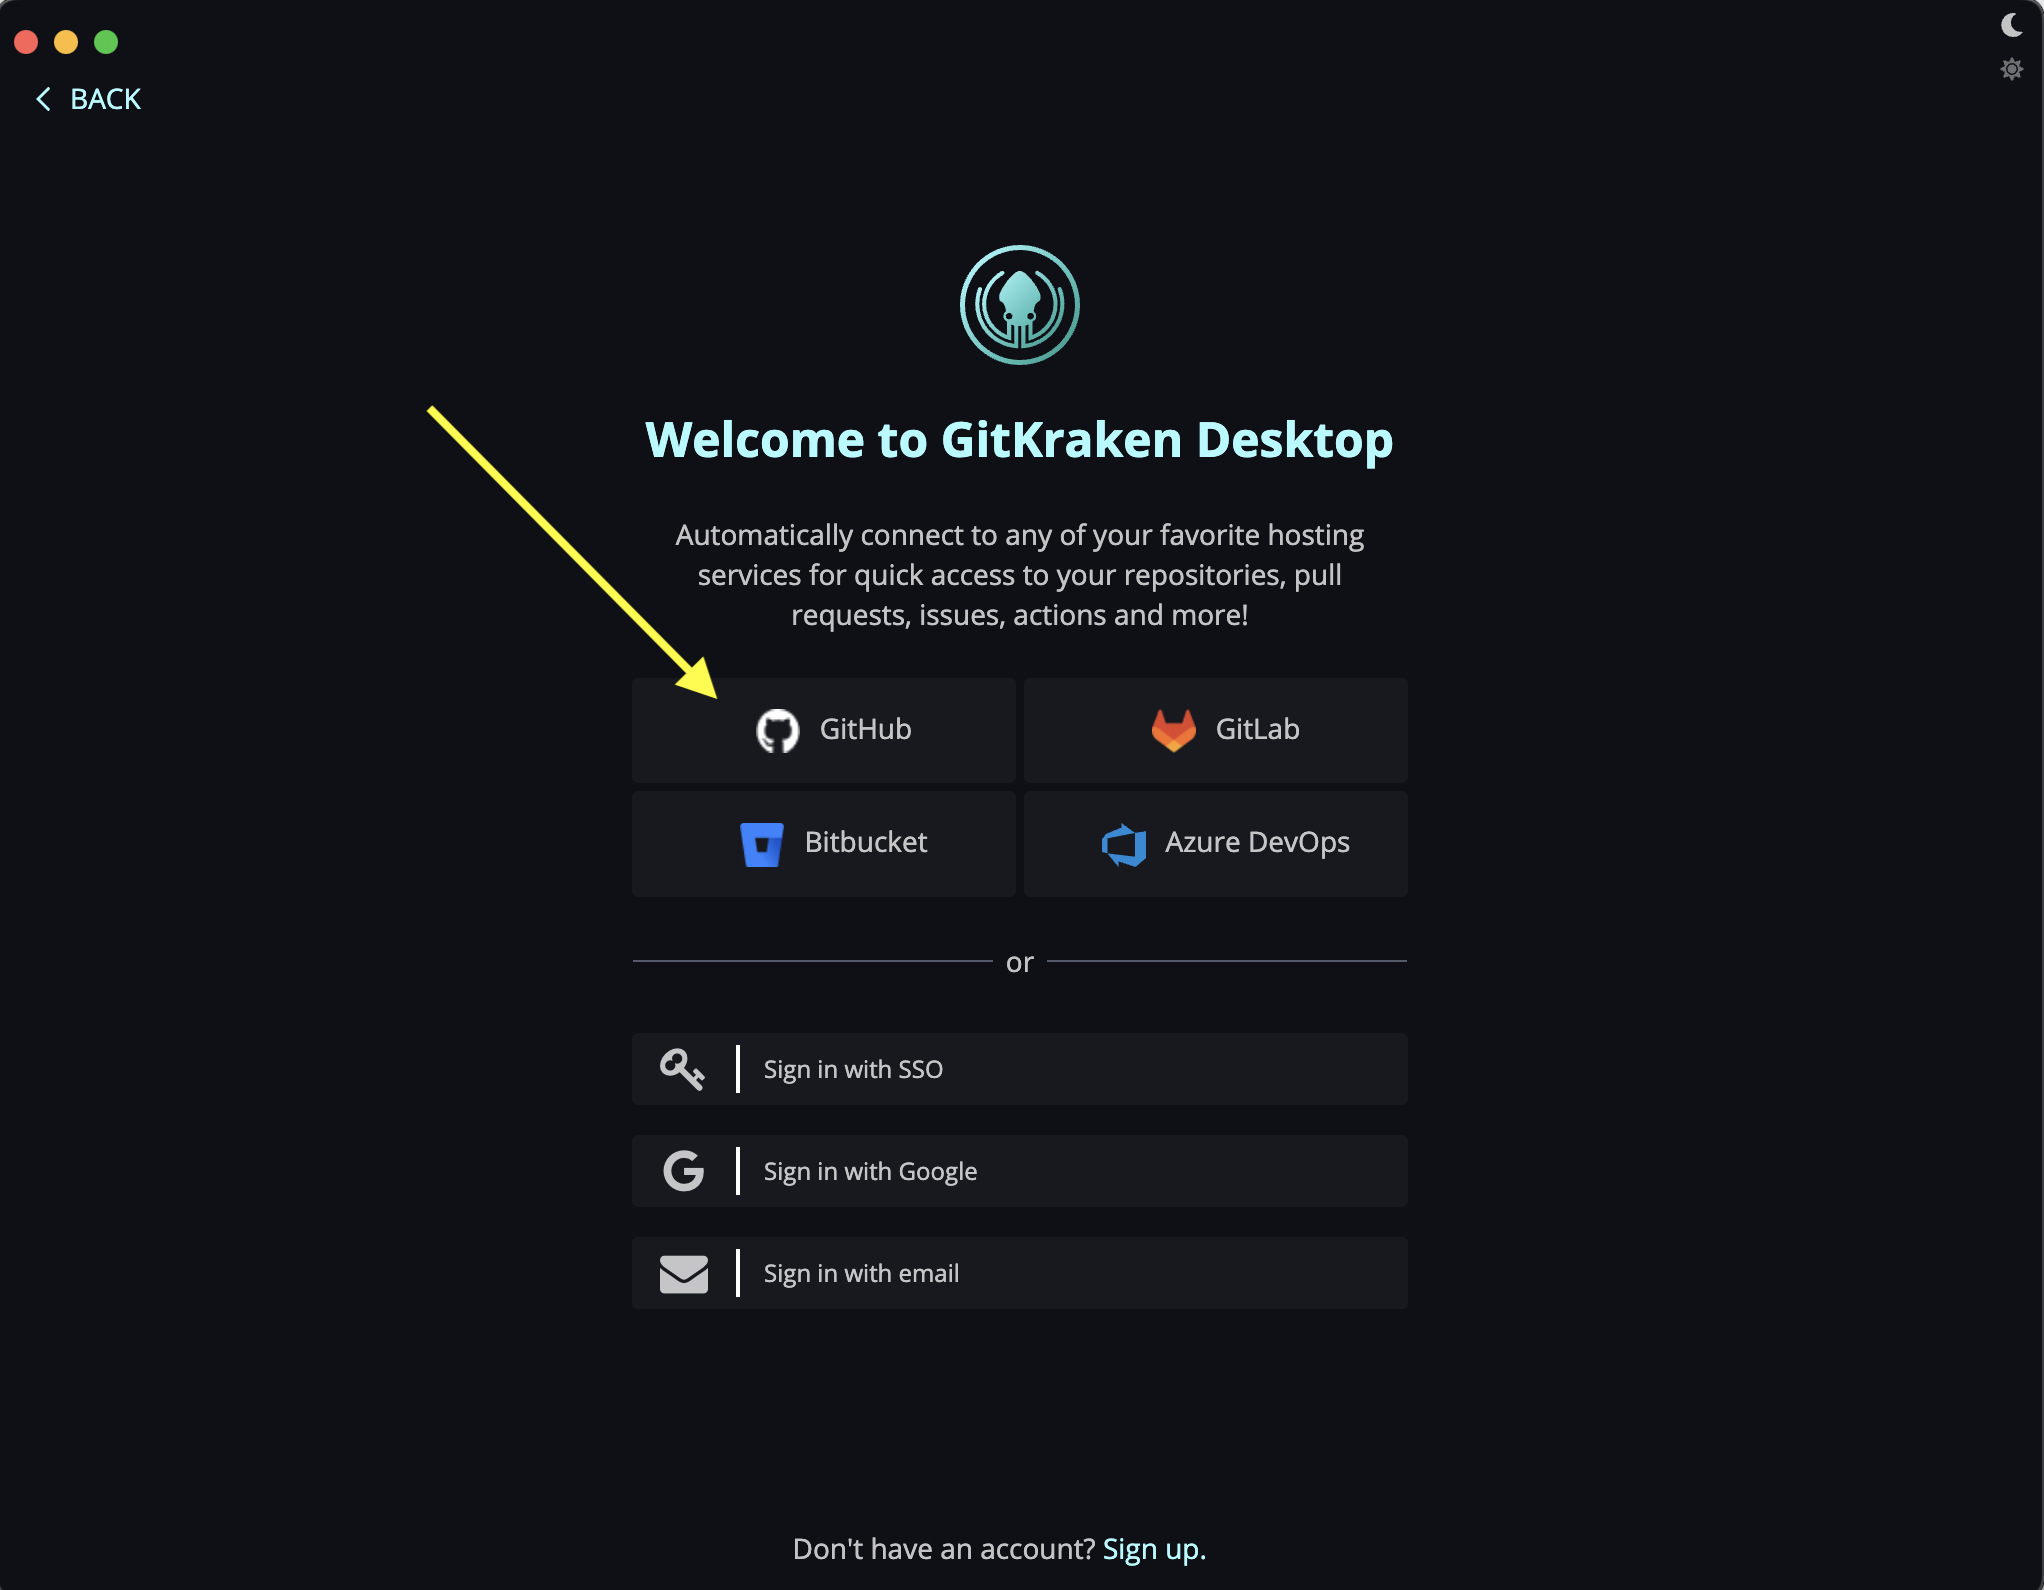 BACK
Welcome to GitKraken Desktop
Automatically connect to any of your favorite hosting
services for quick access to your repositories, pull
requests, issues, actions and more!
GitHub
GitLab
Bitbucket
Azure DevOps
or
Sign in with SSO
Sign in with Google
Sign in with email
Don't have an account? Sign up.